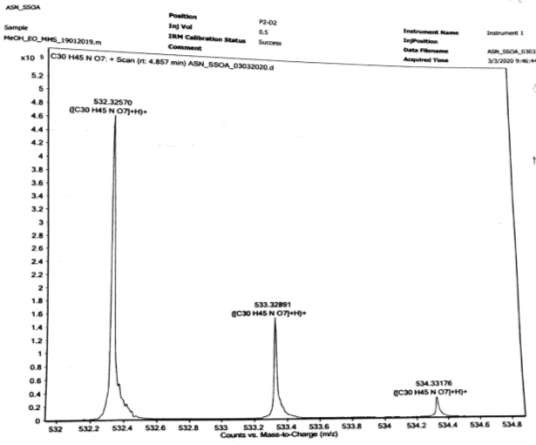 ASN_SSOA
Sample
MeOH_EO_MHS_19012019.m
Position P2-D2
Inj Vol 0.5
IRM Calibration Status Success
Comment
Instrument Name Instrument 1
InjPosition
Data Filename
Acquired Time 3/3/2020 9:46:44
x10 5 C30 H45 N O7: + Scan (rt: 4.857 min) ASN_SSOA_03032020.d
5.2
5
4.8
4.6
4.4
4.2
4
3.8
3.6
3.4
3.2
3
2.8
2.6
2.4
2.2
2
1.8
1.6
1.4
1.2
1
0.8
0.6
0.4
0.2
0
532.32570
([C30 H45 N O7]+H)+
533.32891
([C30 H45 N O7]+H)+
534.33176
([C30 H45 N O7]+H)+
532 532.2 532.4 532.6 532.8 533 533.2 533.4 533.6 533.8 534 534.2 534.4 534.6 534.8
Counts vs. Mass-to-Charge (m/z)